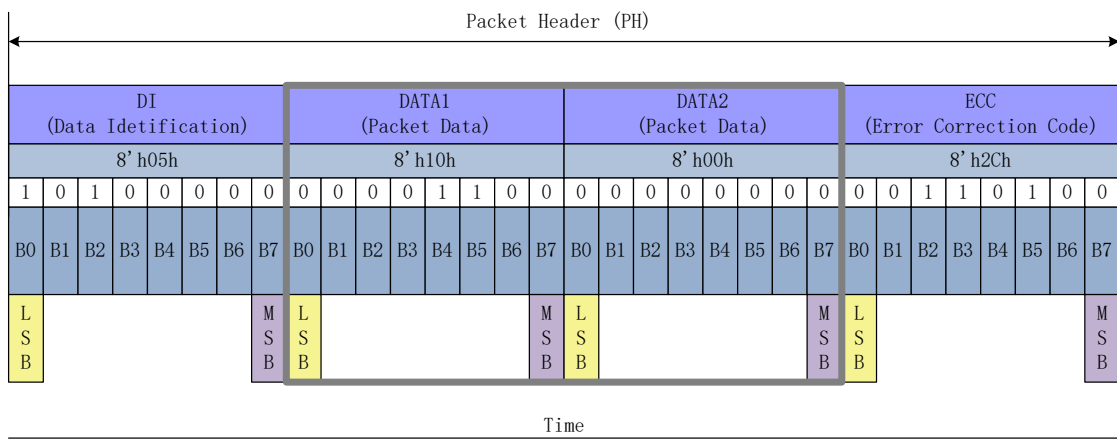 Packet Header (PH)
DI DATA1 DATA2 ECC
(Data Idetification) (Packet Data) (Packet Data) (Error Correction Code)
8'h05h 8'h10h 8'h00h 8'h2Ch
1 0 1 0 0 0 0 0 0 0 0 0 1 1 0 0 0 0 0 0 0 0 0 0 0 0 1 1 0 1 0 0
B0 B1 B2 B3 B4 B5 B6 B7 B0 B1 B2 B3 B4 B5 B6 B7 B0 B1 B2 B3 B4 B5 B6 B7 B0 B1 B2 B3 B4 B5 B6 B7
L M L M L M L M
S S S S S S S S
B B B B B B B B
Time